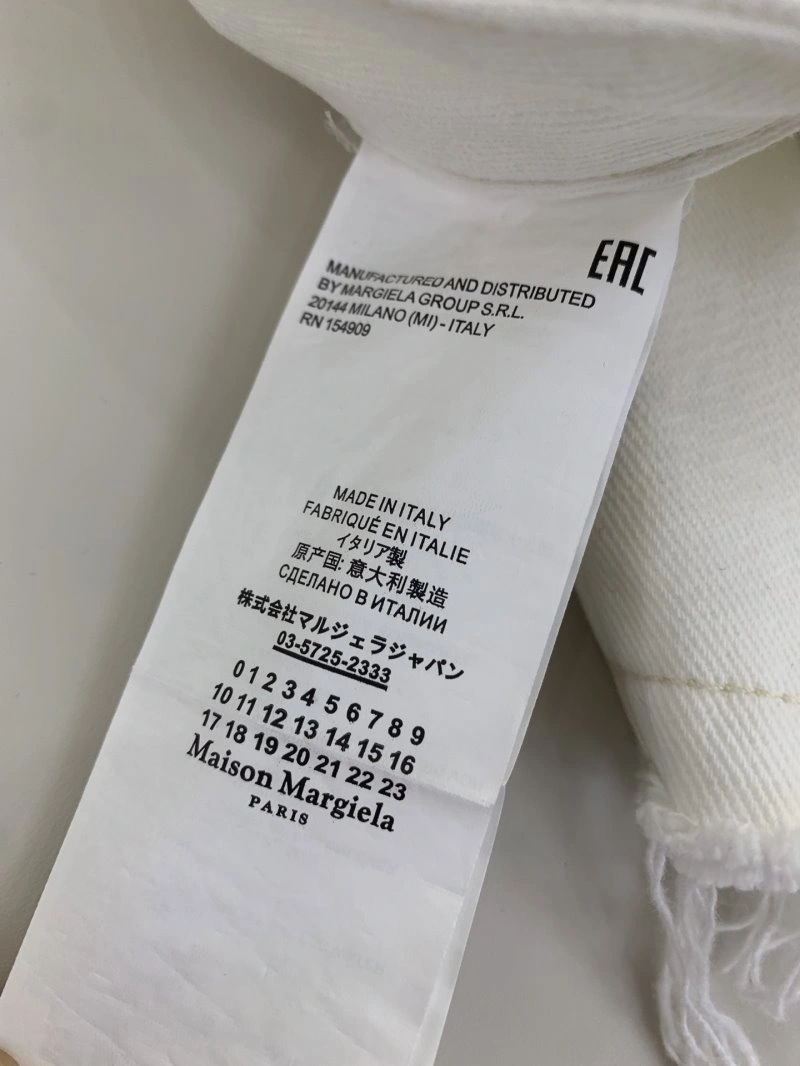 EAC
MANUFACTURED AND DISTRIBUTED
BY MARGIELA GROUP S.R.L.
20144 MILANO (MI) - ITALY
RN 154909
MADE IN ITALY
FABRIQUÉ EN ITALIE
イタリア製
原产国: 意大利製造
СДЕЛАНО В ИТАЛИИ
株式会社マルジェラジャパン
03-5725-2333
0 1 2 3 4 5 6 7 8 9
10 11 12 13 14 15 16
17 18 19 20 21 22 23
Maison Margiela
PARIS